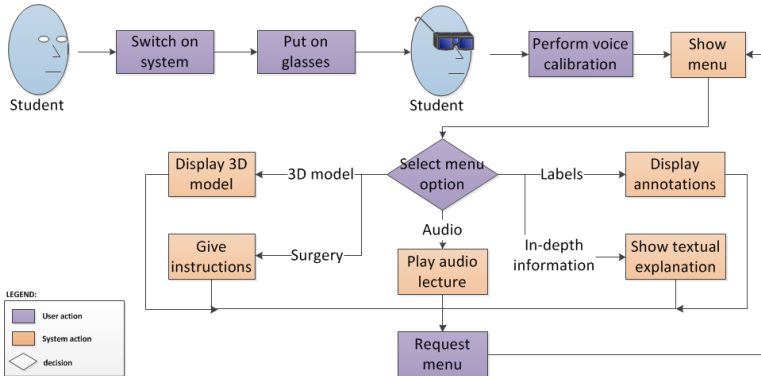 Student
Switch on
system
Put on
glasses
Student
Perform voice
calibration
Show
menu
Select menu
option
Display 3D
model
3D model
Labels
Display
annotations
Give
instructions
Surgery
Audio
Play audio
lecture
In-depth
information
Show textual
explanation
Request
menu
LEGEND:
User action
System action
decision